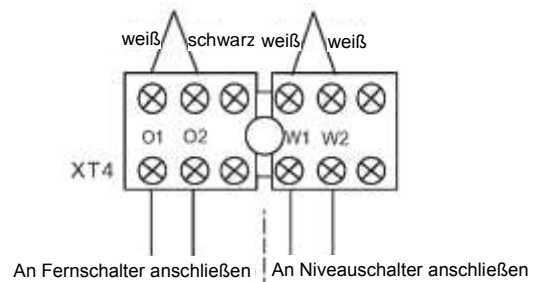 weiß schwarz weiß weiß
O1 O2 W1 W2
XT4
An Fernschalter anschließen An Niveauschalter anschließen